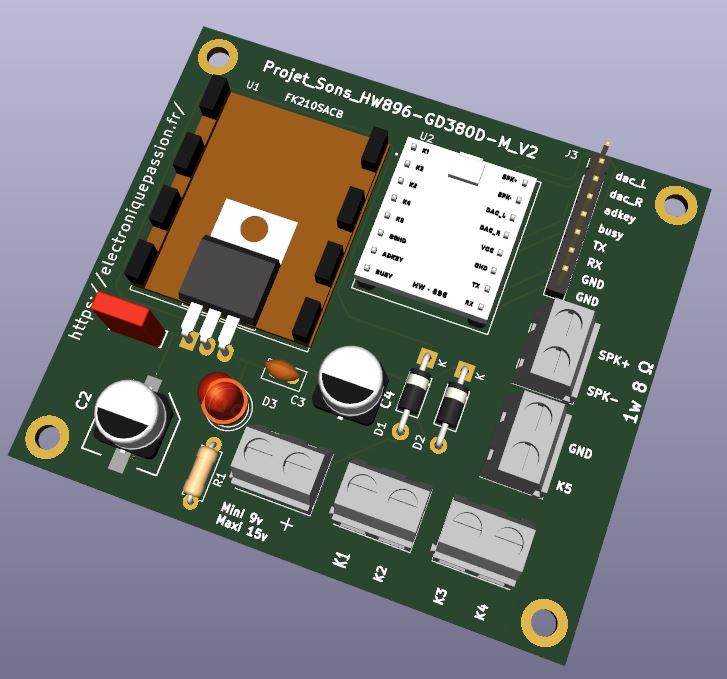 Projet_Sons_HW896-GD380D-M_V2
https://electroniquepassion.fr/
U1
FK210SACB
U2
K1
K2
K3
K4
K5
ADKEY
BUSY
SPK+
SPK-
DAC_L
DAC_R
VCC
GND
TX
RX
HW-896
J3
dac_L
dac_R
adkey
busy
TX
RX
GND
GND
SPK+
SPK-
1w 8 Ω
GND
K5
C2
D3
C3
C4
K
K
D1
D2
R1
Mini 9v
Maxi 15v
+
K1
K2
K3
K4